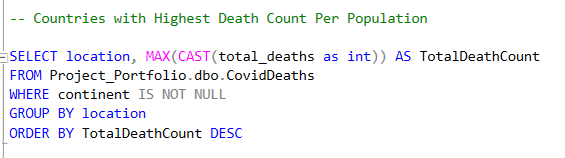 -- Countries with Highest Death Count Per Population
SELECT location, MAX(CAST(total_deaths as int)) AS TotalDeathCount
FROM Project_Portfolio.dbo.CovidDeaths
WHERE continent IS NOT NULL
GROUP BY location
ORDER BY TotalDeathCount DESC